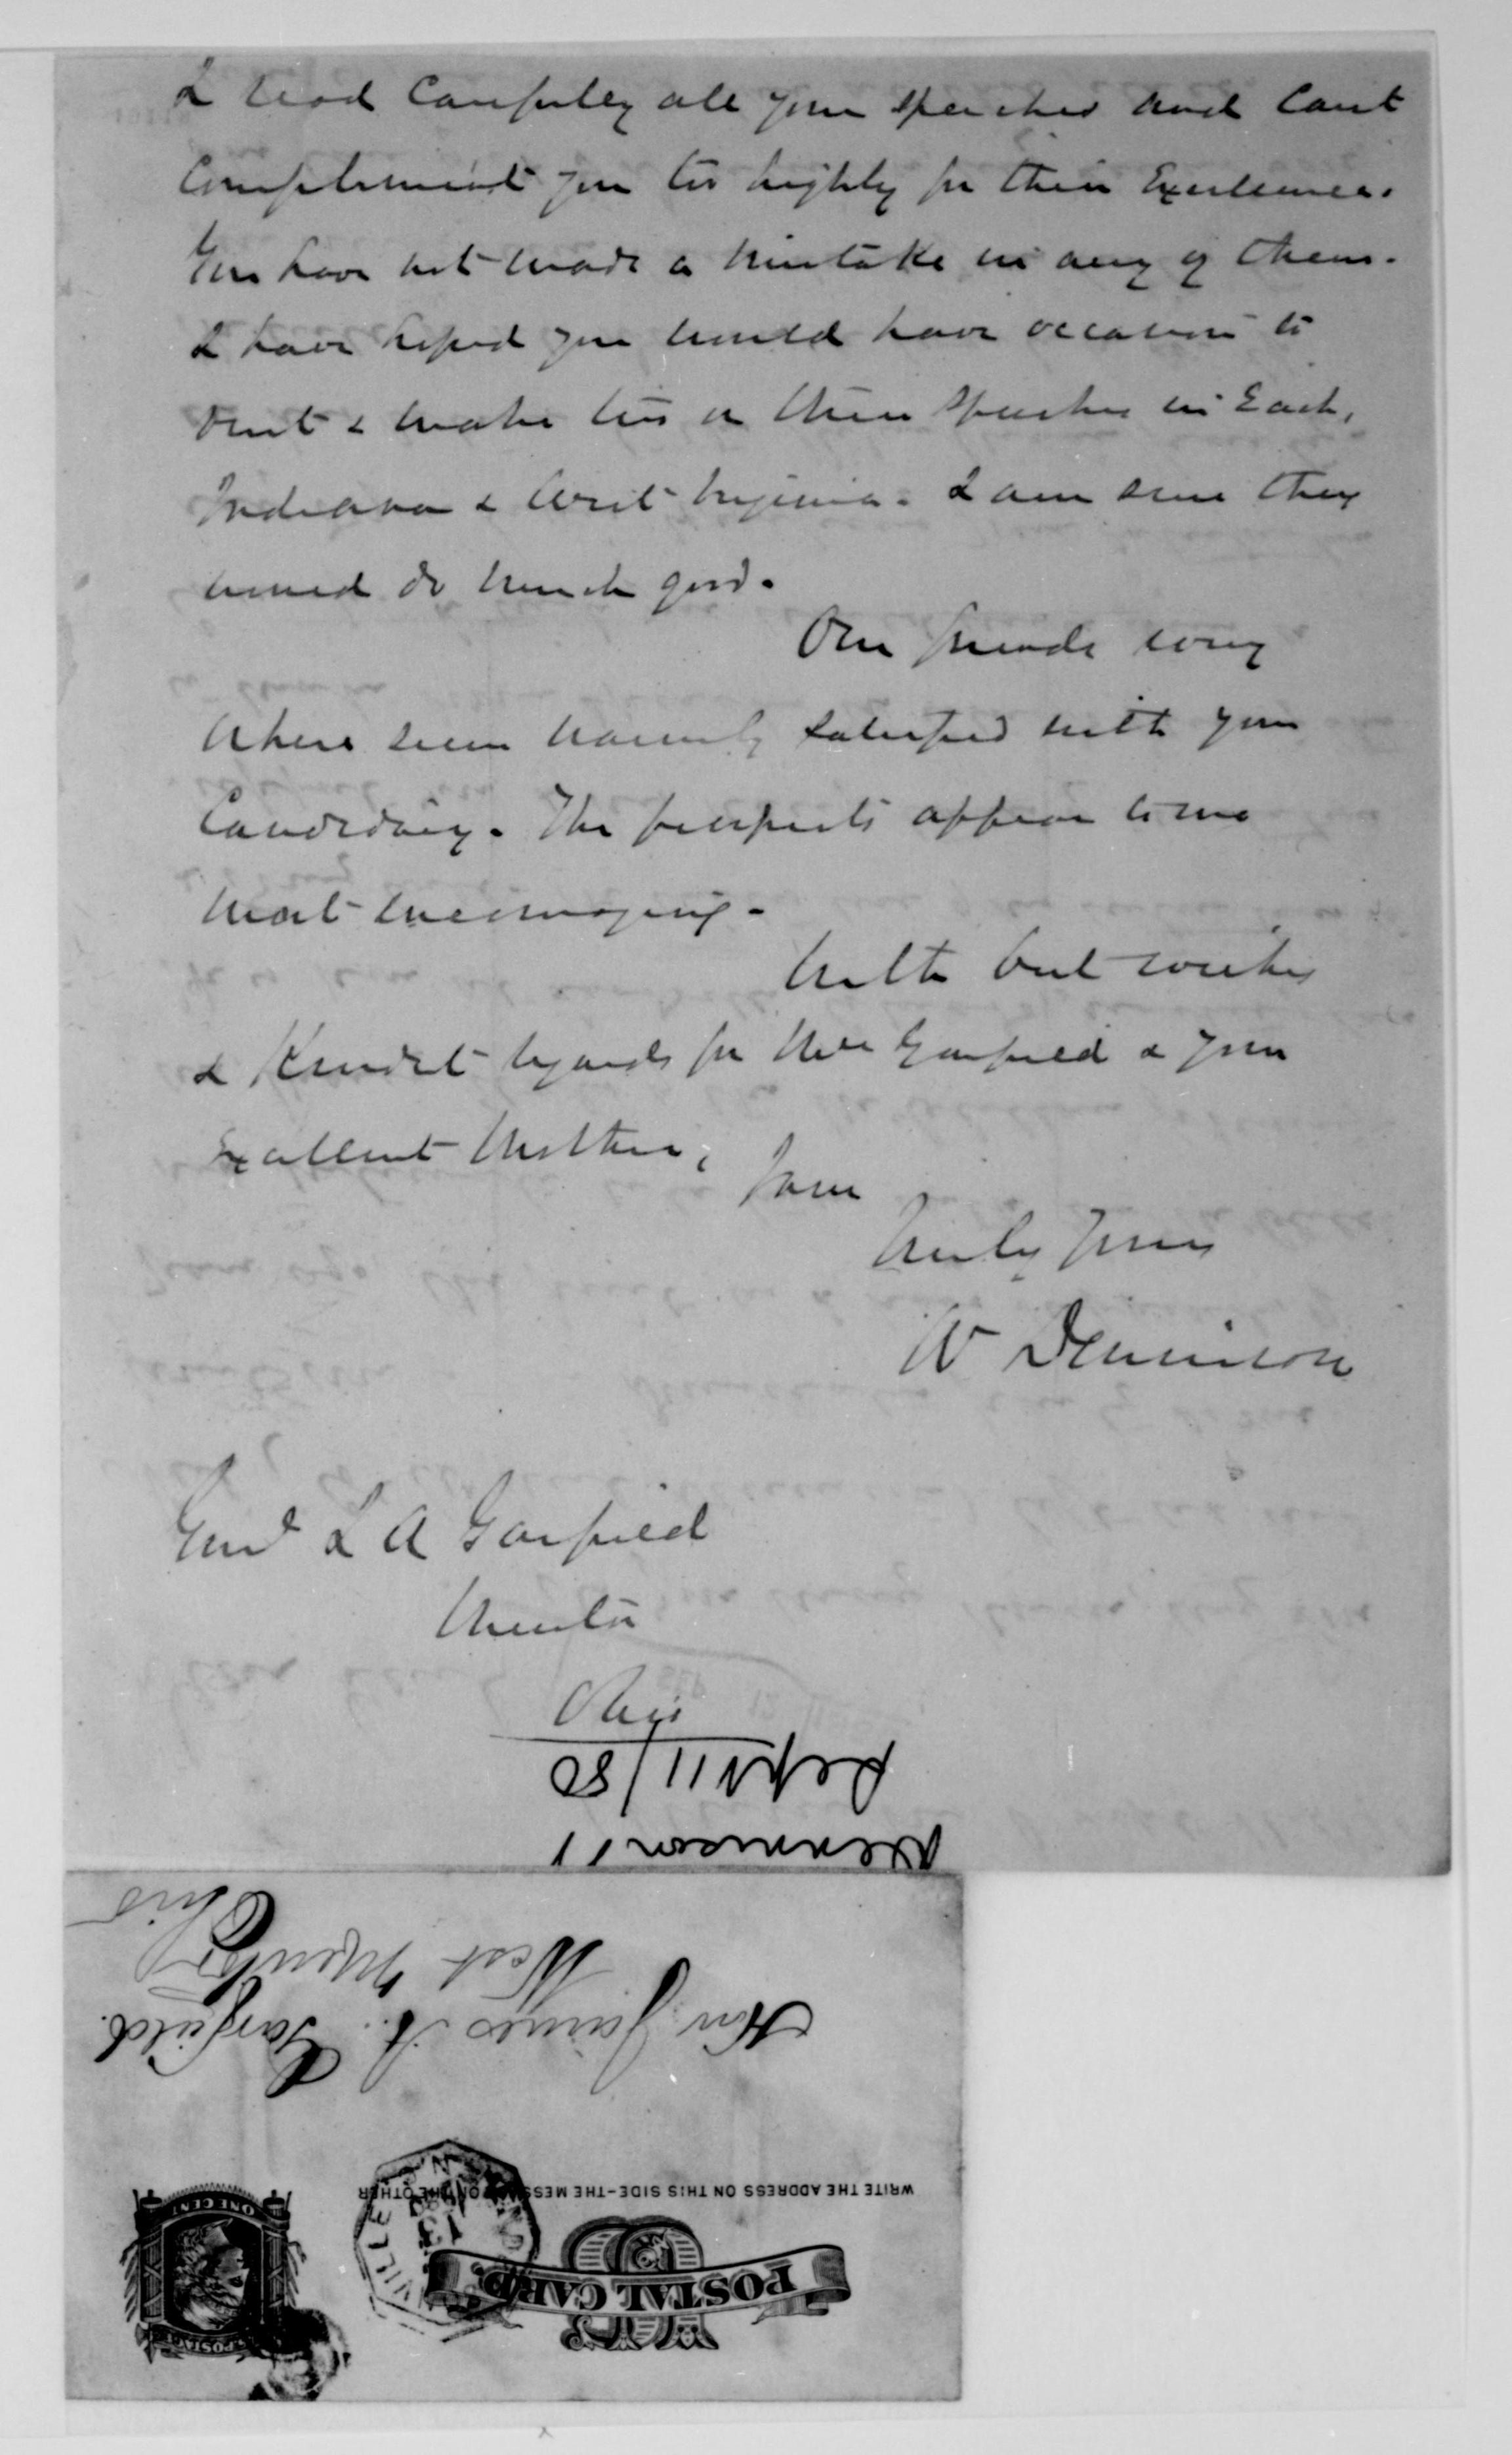 I read carefully all your speeches and cant
compliment you too highly for their Excellence.
You have not made a mistake in any of them.
I have hoped you would have occasion to
visit & make two or three speeches in Each,
Indiana & West Virginia. I am sure they
would do much good.
Our friends every
where seem warmly satisfied with your
Candidacy. The prospects appear to me
most encouraging.
With best wishes
& Kindest regards for Mrs Garfield & your
Excellent Mother,
I am
Truly Yours
W Dennison
Genl J A Garfield
Mentor
Ohio
Dennison
Sept 11/80
POSTAL CARD.
WRITE THE ADDRESS ON THIS SIDE-THE MESSAGE ON THE OTHER
POSTAGE
ONE CENT
VILLE
13
Hon James A. Garfield.
West Mentor
Ohio